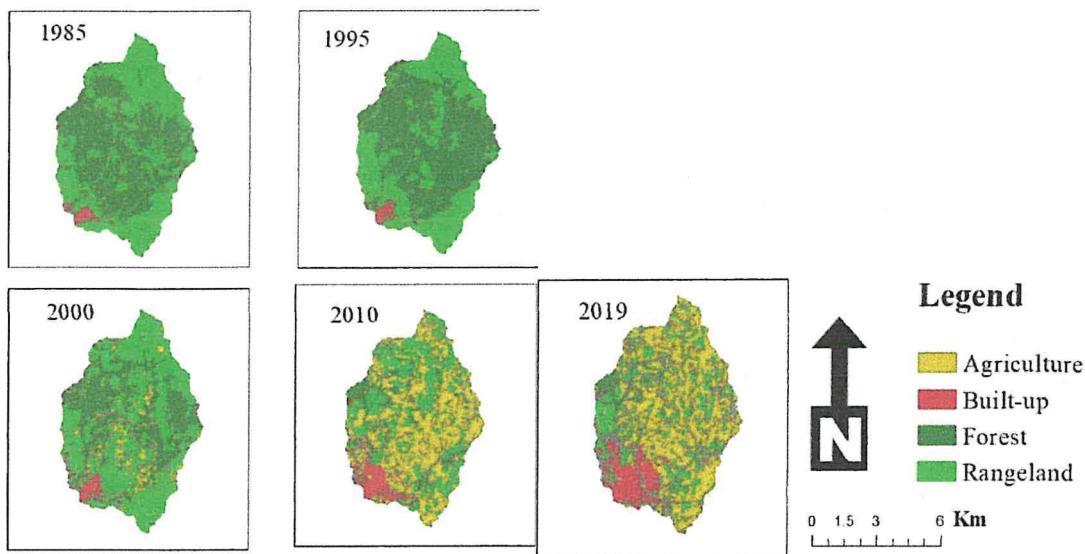 1985
1995
2000
2010
2019
Legend
Agriculture
Built-up
Forest
Rangeland
N
0 1.5 3 6 Km